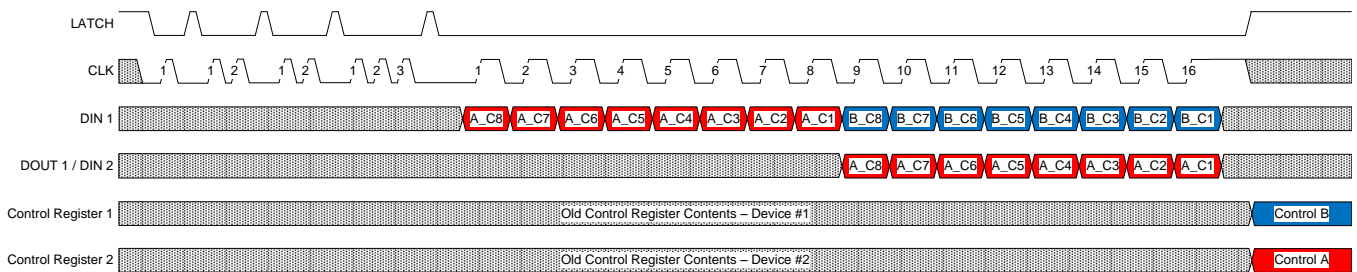 LATCH
CLK 1 1 2 1 2 1 2 3 1 2 3 4 5 6 7 8 9 10 11 12 13 14 15 16
DIN 1 A_C8 A_C7 A_C6 A_C5 A_C4 A_C3 A_C2 A_C1 B_C8 B_C7 B_C6 B_C5 B_C4 B_C3 B_C2 B_C1
DOUT 1 / DIN 2 A_C8 A_C7 A_C6 A_C5 A_C4 A_C3 A_C2 A_C1
Control Register 1 Old Control Register Contents – Device #1 Control B
Control Register 2 Old Control Register Contents – Device #2 Control A